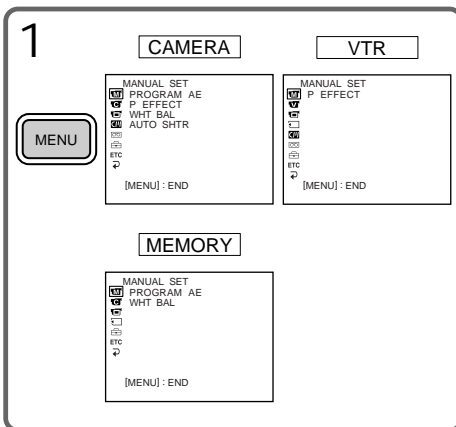 1
MENU
CAMERA
MANUAL SET
PROGRAM AE
P EFFECT
WHT BAL
AUTO SHTR
ETC
[MENU] : END
VTR
MANUAL SET
P EFFECT
ETC
[MENU] : END
MEMORY
MANUAL SET
PROGRAM AE
WHT BAL
ETC
[MENU] : END